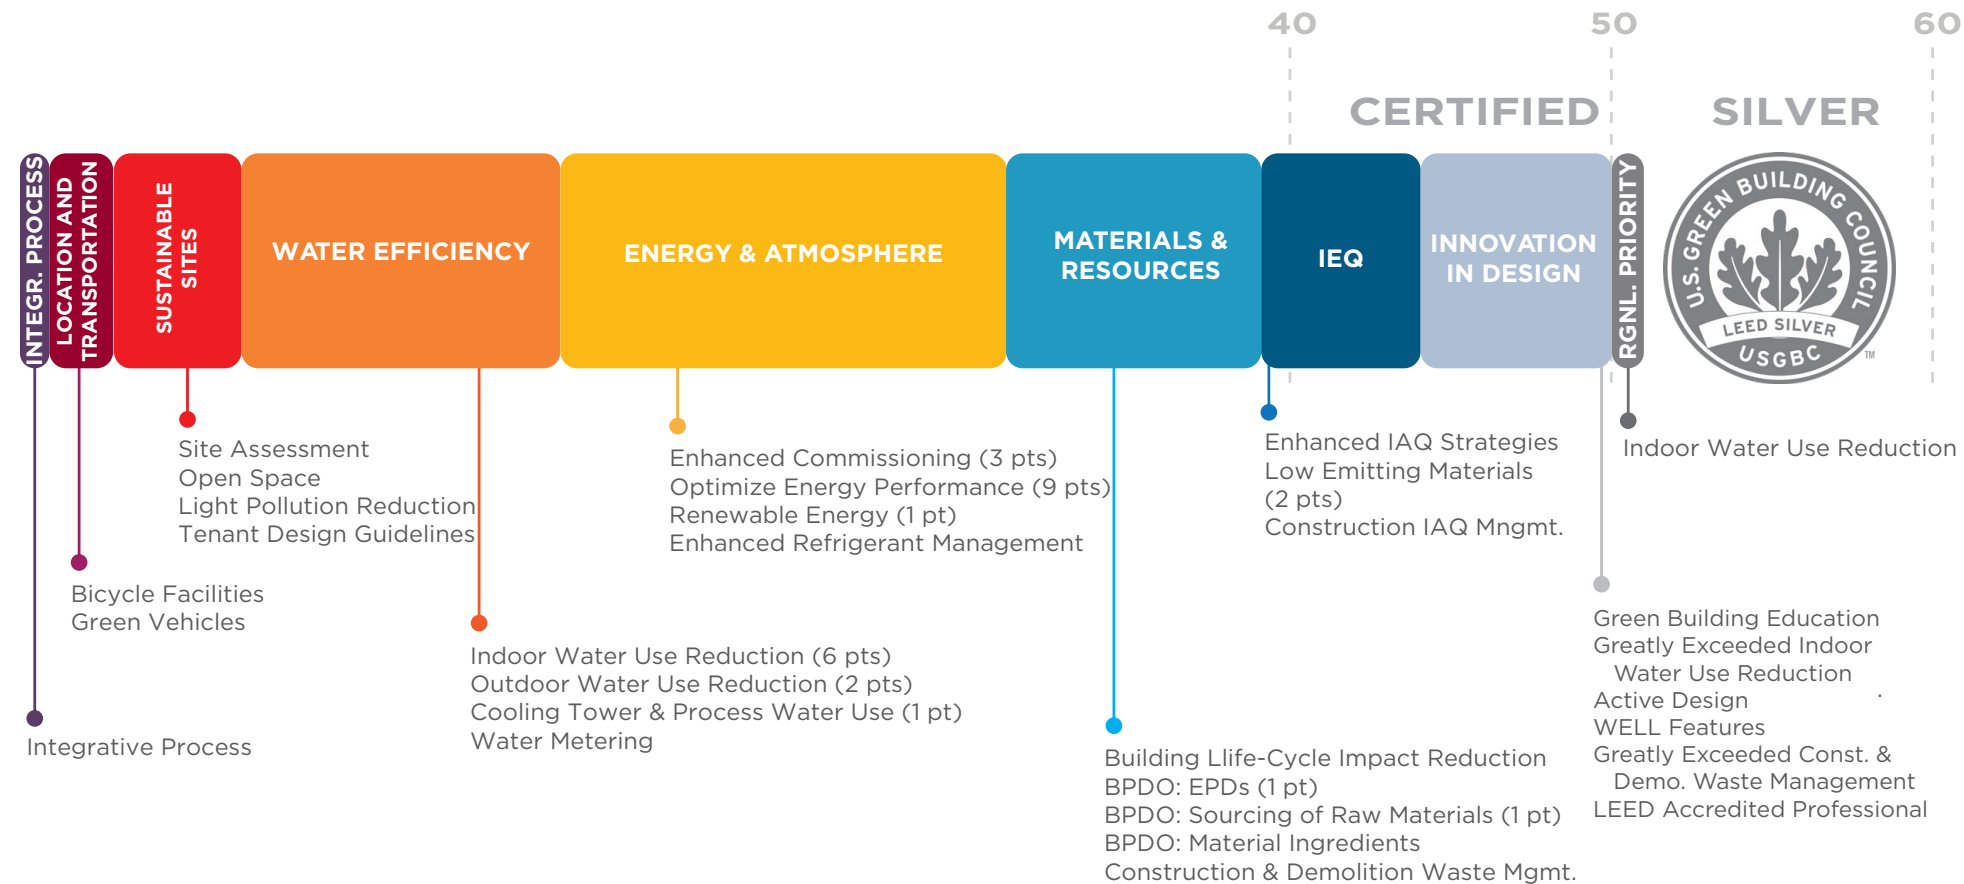 40
50
60
CERTIFIED
SILVER
INTEGR. PROCESS
LOCATION AND
TRANSPORTATION
SUSTAINABLE
SITES
WATER EFFICIENCY
ENERGY & ATMOSPHERE
MATERIALS &
RESOURCES
IEQ
INNOVATION
IN DESIGN
RGNL. PRIORITY
U.S. GREEN BUILDING COUNCIL
LEED SILVER
USGBC
TM
Site Assessment
Open Space
Light Pollution Reduction
Tenant Design Guidelines
Enhanced Commissioning (3 pts)
Optimize Energy Performance (9 pts)
Renewable Energy (1 pt)
Enhanced Refrigerant Management
Enhanced IAQ Strategies
Low Emitting Materials
(2 pts)
Construction IAQ Mngmt.
Indoor Water Use Reduction
Bicycle Facilities
Green Vehicles
Indoor Water Use Reduction (6 pts)
Outdoor Water Use Reduction (2 pts)
Cooling Tower & Process Water Use (1 pt)
Water Metering
Green Building Education
Greatly Exceeded Indoor
Water Use Reduction
Active Design
WELL Features
Greatly Exceeded Const. &
Demo. Waste Management
LEED Accredited Professional
Integrative Process
Building Llife-Cycle Impact Reduction
BPDO: EPDs (1 pt)
BPDO: Sourcing of Raw Materials (1 pt)
BPDO: Material Ingredients
Construction & Demolition Waste Mgmt.